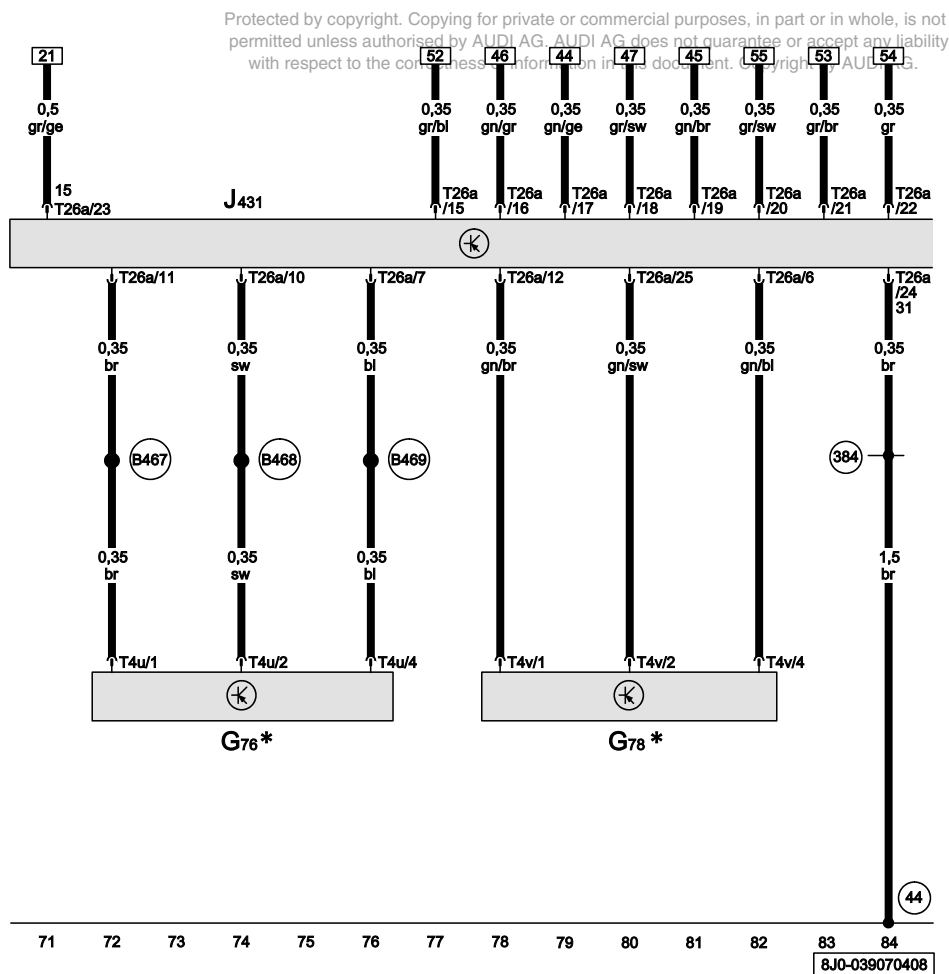 Protected by copyright. Copying for private or commercial purposes, in part or in whole, is not
permitted unless authorised by AUDI AG. AUDI AG does not guarantee or accept any liability
with respect to the correctness of information in this document. Copyright by AUDI AG.
21 52 46 44 47 45 55 53 54
0,5 0,35 0,35 0,35 0,35 0,35 0,35 0,35 0,35
gr/ge gr/bl gn/gr gn/ge gr/sw gn/br gr/sw gr/br gr
15 J431 T26a T26a T26a T26a T26a T26a T26a T26a
T26a/23 /15 /16 /17 /18 /19 /20 /21 /22
T26a/11 T26a/10 T26a/7 T26a/12 T26a/25 T26a/6 T26a
/24
31
0,35 0,35 0,35 0,35 0,35 0,35 0,35
br sw bl gn/br gn/sw gn/bl br
B467 B468 B469 384
0,35 0,35 0,35 1,5
br sw bl br
T4u/1 T4u/2 T4u/4 T4v/1 T4v/2 T4v/4
G76* G78*
44
71 72 73 74 75 76 77 78 79 80 81 82 83 84
8J0-039070408